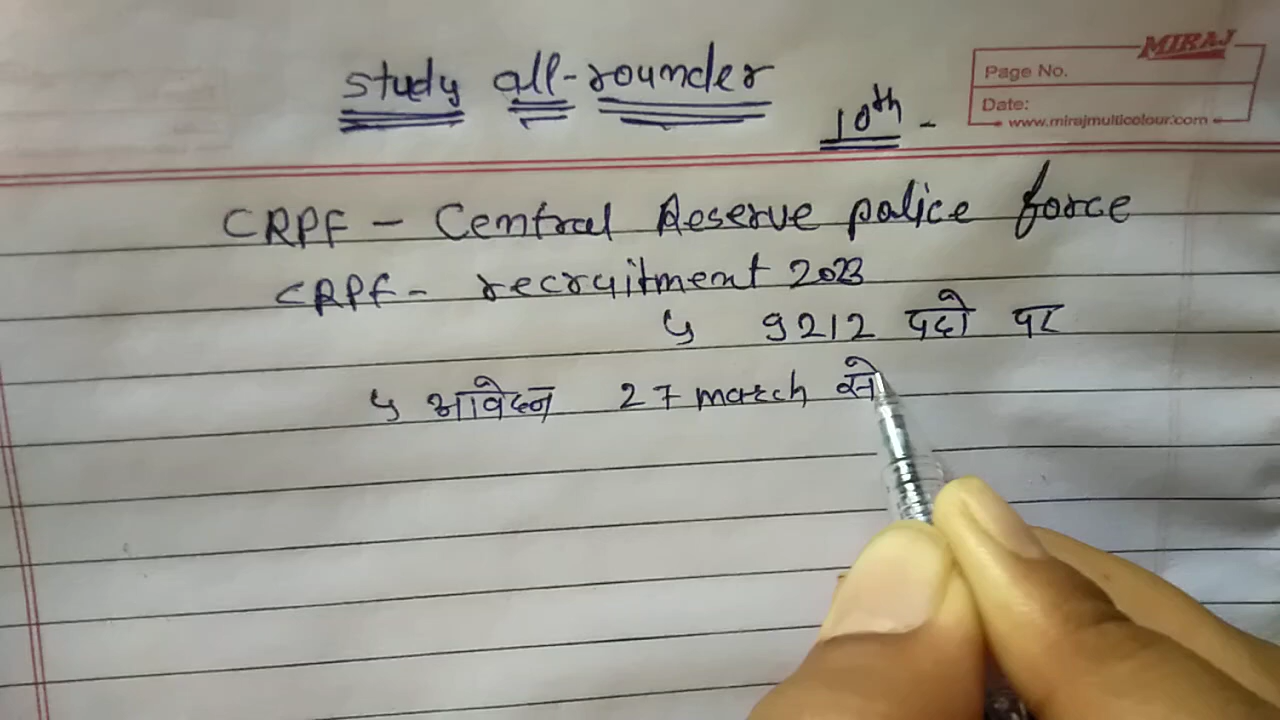 MIRAJ
Page No.
Date:
www.mirajmulticolour.com
study all-rounder
10th -
CRPF - Central Reserve police force
CRPF - recruitment 2023
↳ 9212 पदो पर
↳ आवेदन 27 march से